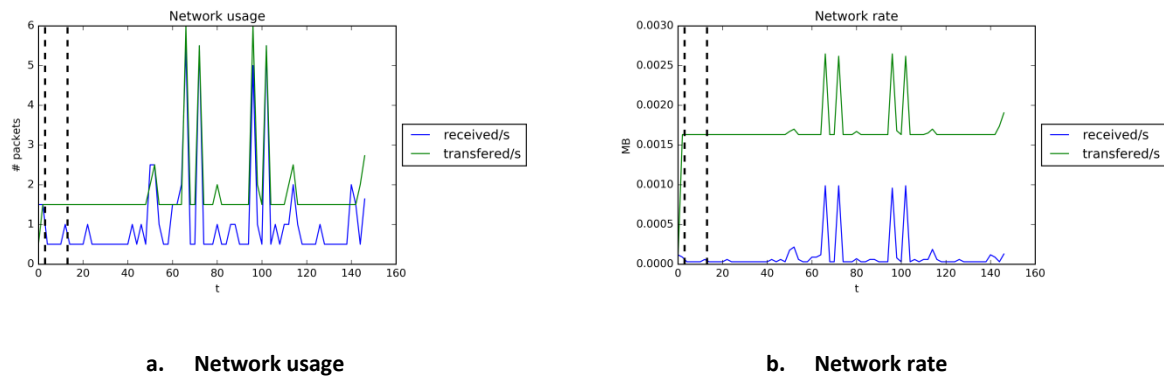 Network usage
6
5
4
3
2
1
0
# packets
0 20 40 60 80 100 120 140 160
t
received/s
transfered/s
Network rate
0.0030
0.0025
0.0020
0.0015
0.0010
0.0005
0.0000
MB
0 20 40 60 80 100 120 140 160
t
received/s
transfered/s
a. Network usage
b. Network rate